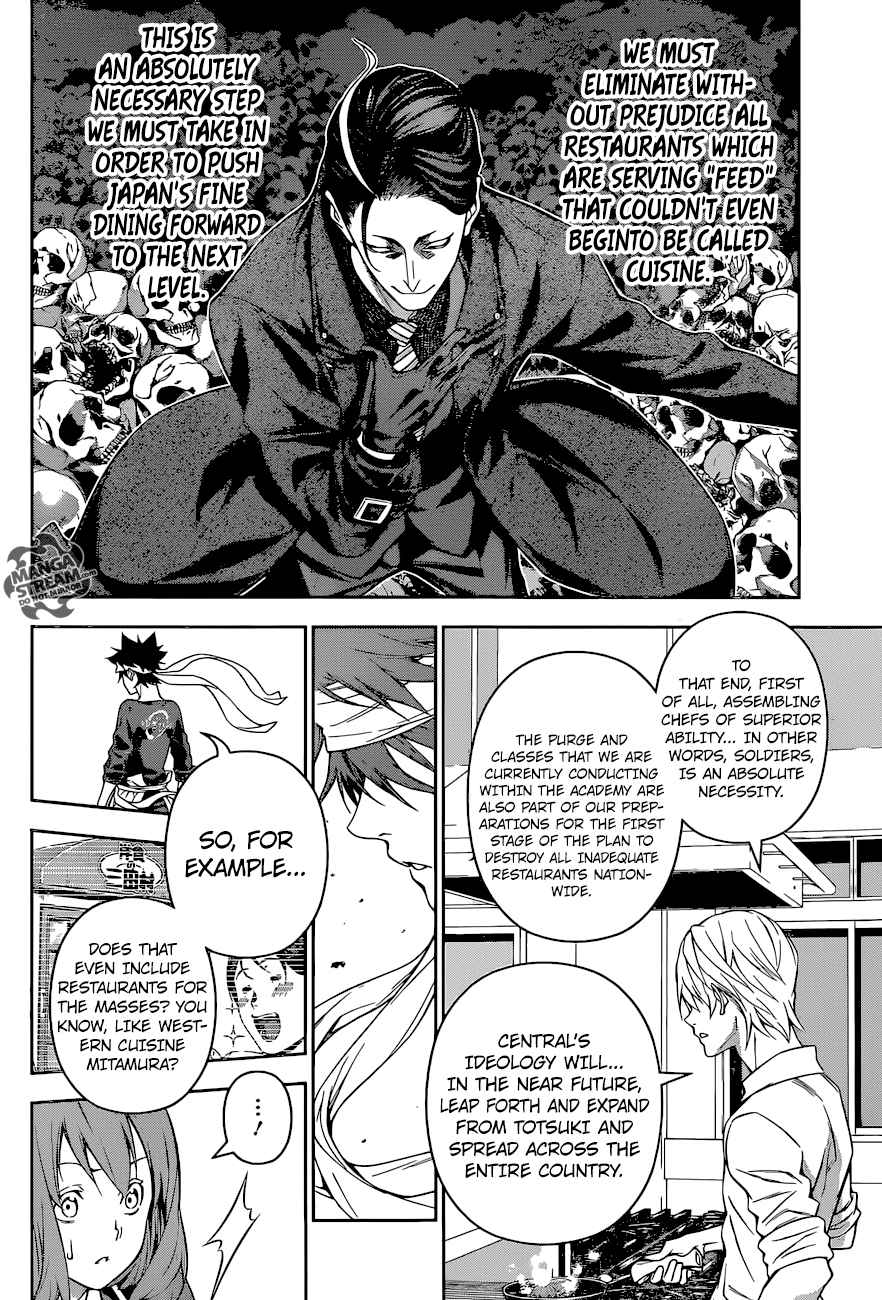 WE MUST
ELIMINATE WITH-
OUT PREJUDICE ALL
RESTAURANTS WHICH
ARE SERVING "FEED"
THAT COULDN'T EVEN
BEGINTO BE CALLED
CUISINE.
THIS IS
AN ABSOLUTELY
NECESSARY STEP
WE MUST TAKE IN
ORDER TO PUSH
JAPAN'S FINE
DINING FORWARD
TO THE NEXT
LEVEL.
MANGA
STREAM
TO
THAT END, FIRST
OF ALL, ASSEMBLING
CHEFS OF SUPERIOR
ABILITY... IN OTHER
WORDS, SOLDIERS,
IS AN ABSOLUTE
NECESSITY.
THE PURGE AND
CLASSES THAT WE ARE
CURRENTLY CONDUCTING
WITHIN THE ACADEMY ARE
ALSO PART OF OUR PREP-
ARATIONS FOR THE FIRST
STAGE OF THE PLAN TO
DESTROY ALL INADEQUATE
RESTAURANTS NATION-
WIDE.
CENTRAL'S
IDEOLOGY WILL...
IN THE NEAR FUTURE,
LEAP FORTH AND EXPAND
FROM TOTSUKI AND
SPREAD ACROSS THE
ENTIRE COUNTRY.
SO, FOR
EXAMPLE...
DOES THAT
EVEN INCLUDE
RESTAURANTS FOR
THE MASSES? YOU
KNOW, LIKE WEST-
ERN CUISINE
MITAMURA?
...!